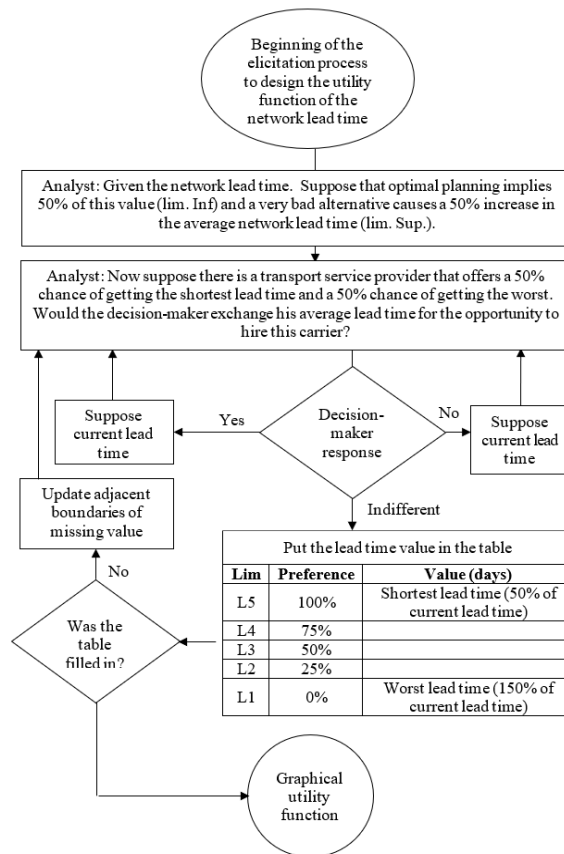 Beginning of the
elicitation process
to design the utility
function of the
network lead time
Analyst: Given the network lead time. Suppose that optimal planning implies
50% of this value (lim. Inf) and a very bad alternative causes a 50% increase in
the average network lead time (lim. Sup.).
Analyst: Now suppose there is a transport service provider that offers a 50%
chance of getting the shortest lead time and a 50% chance of getting the worst.
Would the decision-maker exchange his average lead time for the opportunity to
hire this carrier?
Suppose
current lead
time
Yes
Decision-
maker
response
No
Suppose
current lead
time
Update adjacent
boundaries of
missing value
Indifferent
Put the lead time value in the table
Lim Preference Value (days)
L5 100% Shortest lead time (50% of
current lead time)
L4 75%
L3 50%
L2 25%
L1 0% Worst lead time (150% of
current lead time)
No
Was the
table
filled in?
Graphical
utility
function